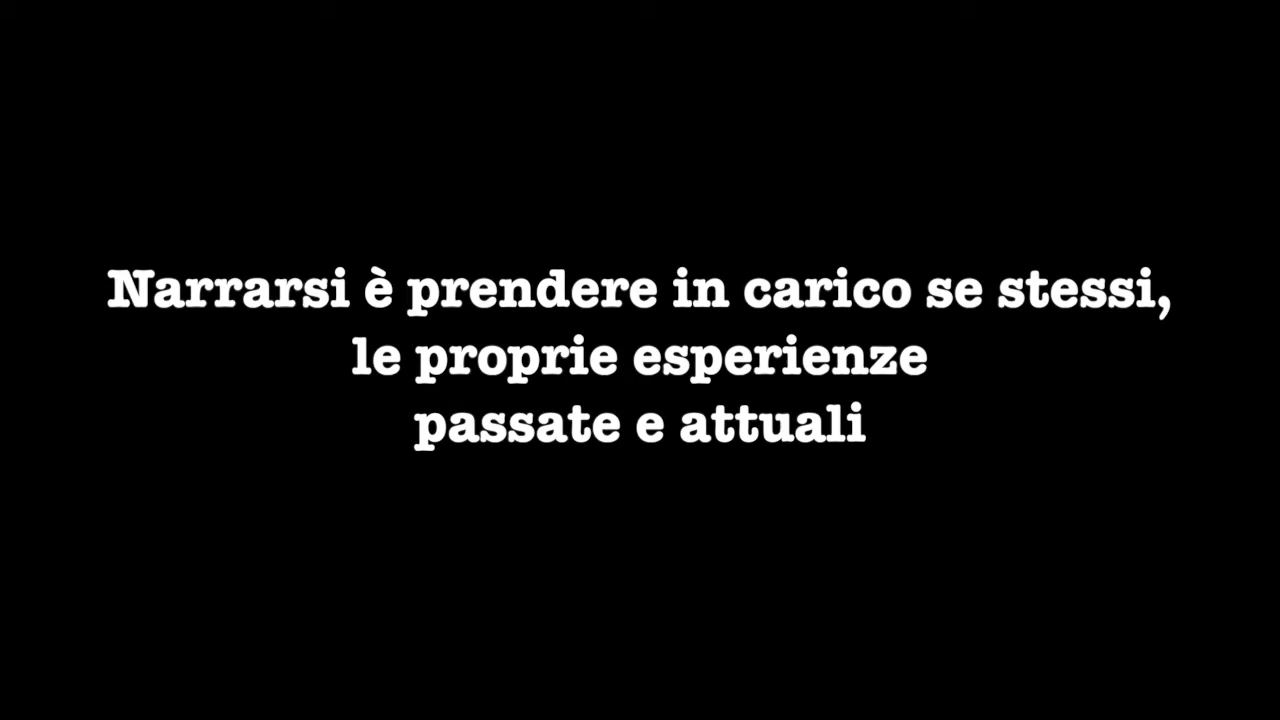 Narrarsi è prendere in carico se stessi,
le proprie esperienze
passate e attuali